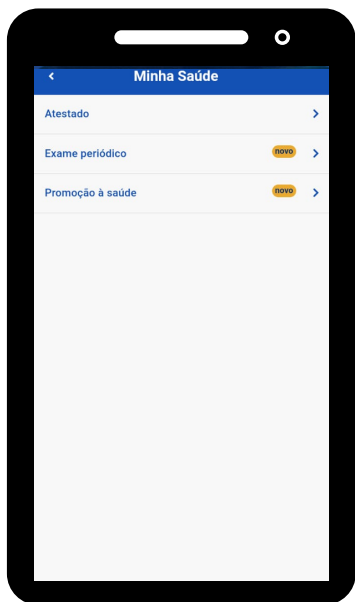 Minha Saúde
Atestado
Exame periódico novo
Promoção à saúde novo